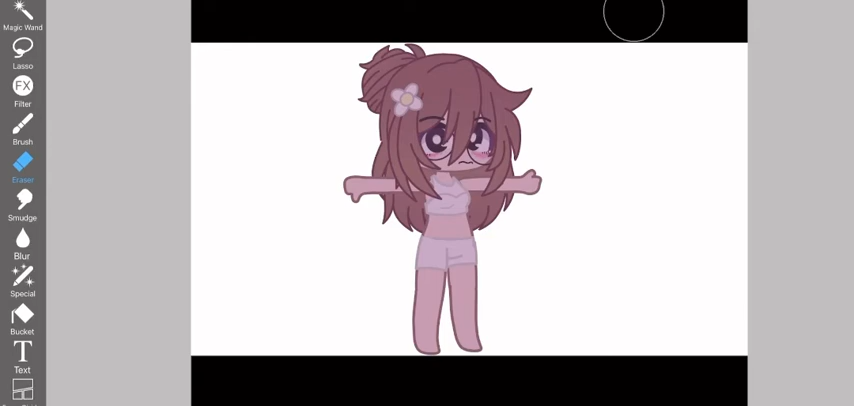 Magic Wand
Lasso
FX
Filter
Brush
Eraser
Smudge
Blur
Special
Bucket
T
Text